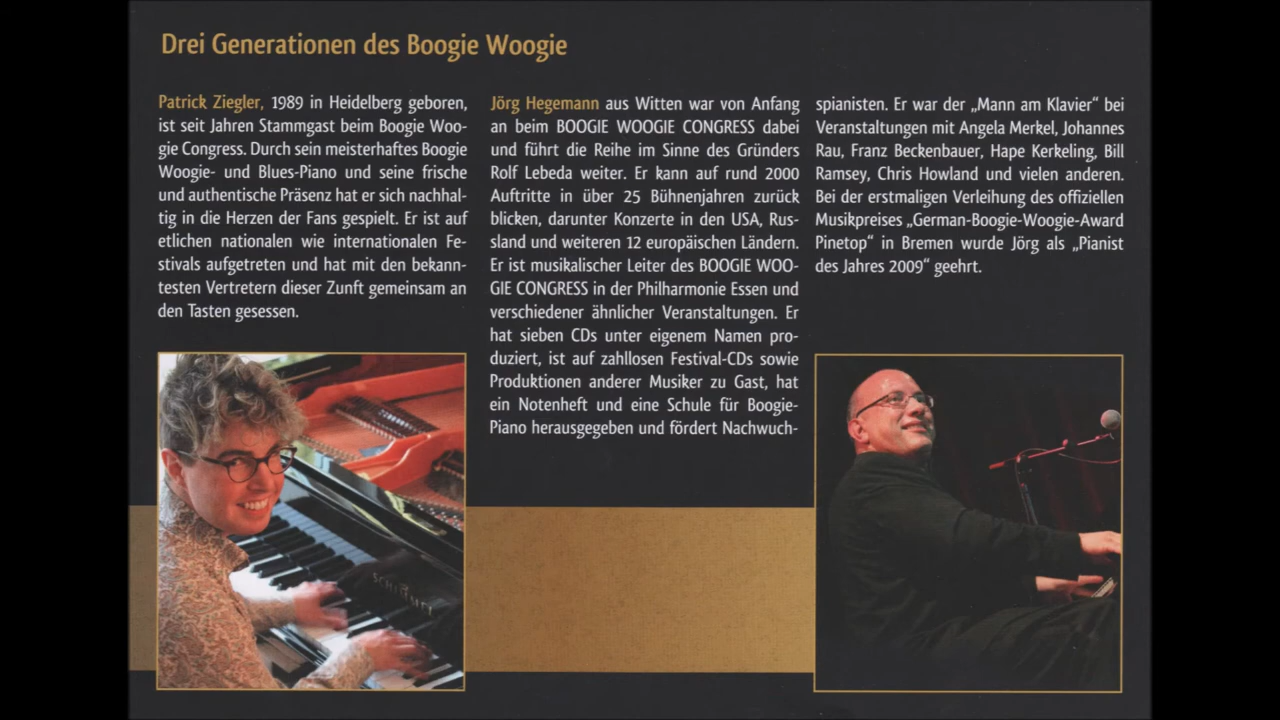 Drei Generationen des Boogie Woogie
Patrick Ziegler, 1989 in Heidelberg geboren,
ist seit Jahren Stammgast beim Boogie Woo-
gie Congress. Durch sein meisterhaftes Boogie
Woogie- und Blues-Piano und seine frische
und authentische Präsenz hat er sich nachhal-
tig in die Herzen der Fans gespielt. Er ist auf
etlichen nationalen wie internationalen Fe-
stivals aufgetreten und hat mit den bekann-
testen Vertretern dieser Zunft gemeinsam an
den Tasten gesessen.
Jörg Hegemann aus Witten war von Anfang
an beim BOOGIE WOOGIE CONGRESS dabei
und führt die Reihe im Sinne des Gründers
Rolf Lebeda weiter. Er kann auf rund 2000
Auftritte in über 25 Bühnenjahren zurück
blicken, darunter Konzerte in den USA, Rus-
sland und weiteren 12 europäischen Ländern.
Er ist musikalischer Leiter des BOOGIE WOO-
GIE CONGRESS in der Philharmonie Essen und
verschiedener ähnlicher Veranstaltungen. Er
hat sieben CDs unter eigenem Namen pro-
duziert, ist auf zahllosen Festival-CDs sowie
Produktionen anderer Musiker zu Gast, hat
ein Notenheft und eine Schule für Boogie-
Piano herausgegeben und fördert Nachwuch-
spianisten. Er war der „Mann am Klavier“ bei
Veranstaltungen mit Angela Merkel, Johannes
Rau, Franz Beckenbauer, Hape Kerkeling, Bill
Ramsey, Chris Howland und vielen anderen.
Bei der erstmaligen Verleihung des offiziellen
Musikpreises „German-Boogie-Woogie-Award
Pinetop“ in Bremen wurde Jörg als „Pianist
des Jahres 2009“ geehrt.
SCHIMMEL